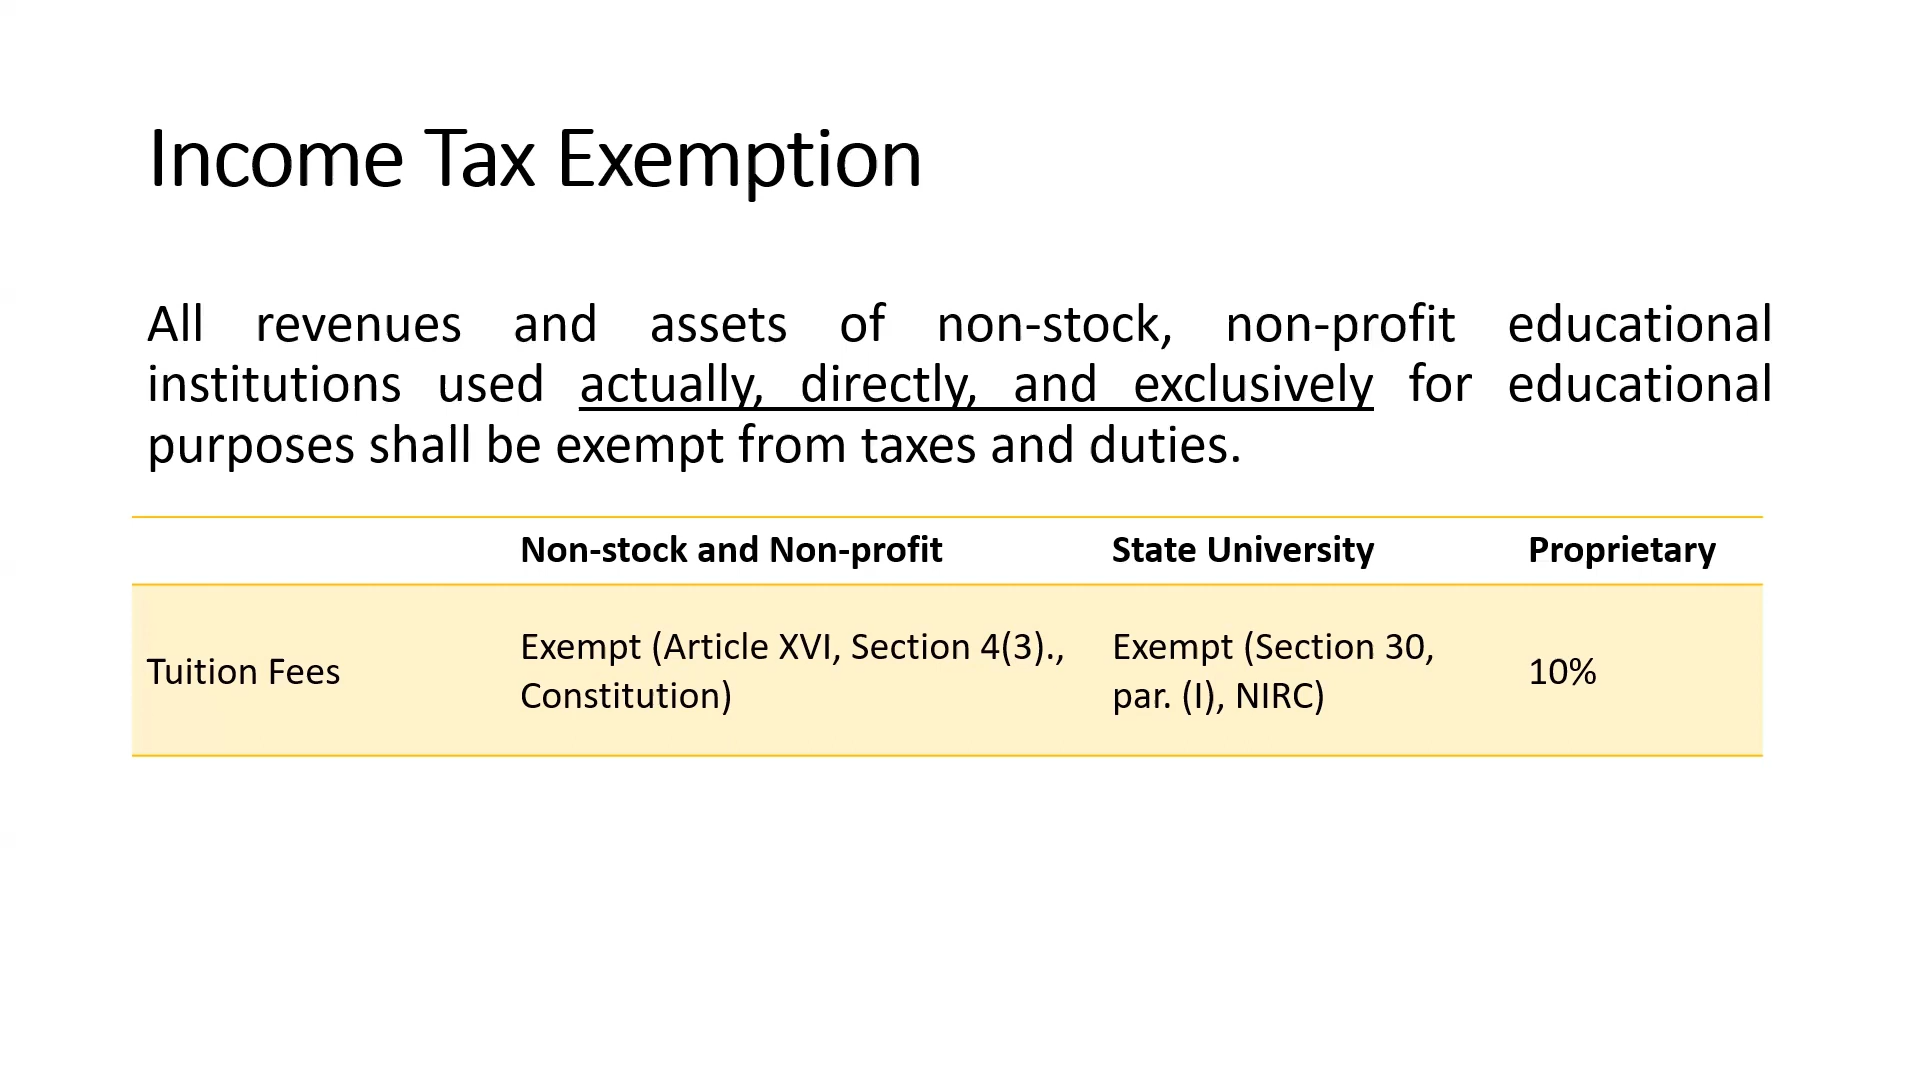 Income Tax Exemption
All revenues and assets of non-stock, non-profit educational
institutions used actually, directly, and exclusively for educational
purposes shall be exempt from taxes and duties.
Non-stock and Non-profit State University Proprietary
Tuition Fees
Exempt (Article XVI, Section 4(3).,
Constitution)
Exempt (Section 30,
par. (I), NIRC)
10%